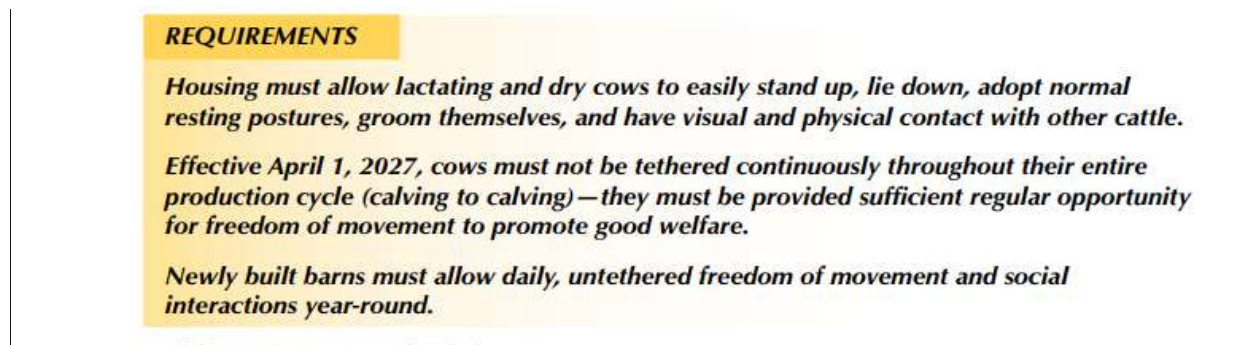 REQUIREMENTS
Housing must allow lactating and dry cows to easily stand up, lie down, adopt normal
resting postures, groom themselves, and have visual and physical contact with other cattle.
Effective April 1, 2027, cows must not be tethered continuously throughout their entire
production cycle (calving to calving)—they must be provided sufficient regular opportunity
for freedom of movement to promote good welfare.
Newly built barns must allow daily, untethered freedom of movement and social
interactions year-round.